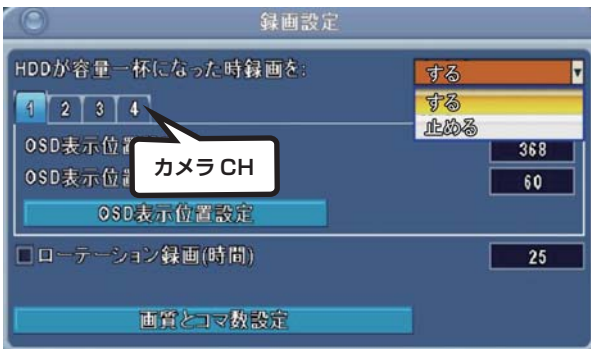 録画設定
HDDが容量一杯になった時録画を: する
する
止める
1 2 3 4
カメラ CH
OSD表示位置 368
OSD表示位置 60
OSD表示位置設定
ローテーション録画(時間) 25
画質とコマ数設定